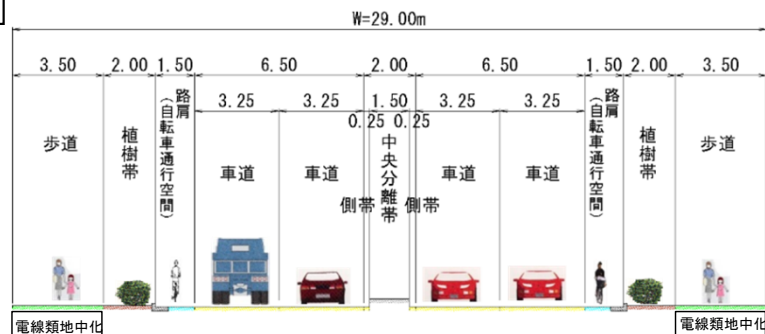 W=29.00m
3.50 2.00 1.50 6.50 2.00 6.50 1.50 2.00 3.50
3.25 3.25 1.50 3.25 3.25
0.25 0.25
歩道
植樹帯
路肩
(自転車通行空間)
車道
車道
側帯
中央分離帯
側帯
車道
車道
路肩
(自転車通行空間)
植樹帯
歩道
電線類地中化
電線類地中化